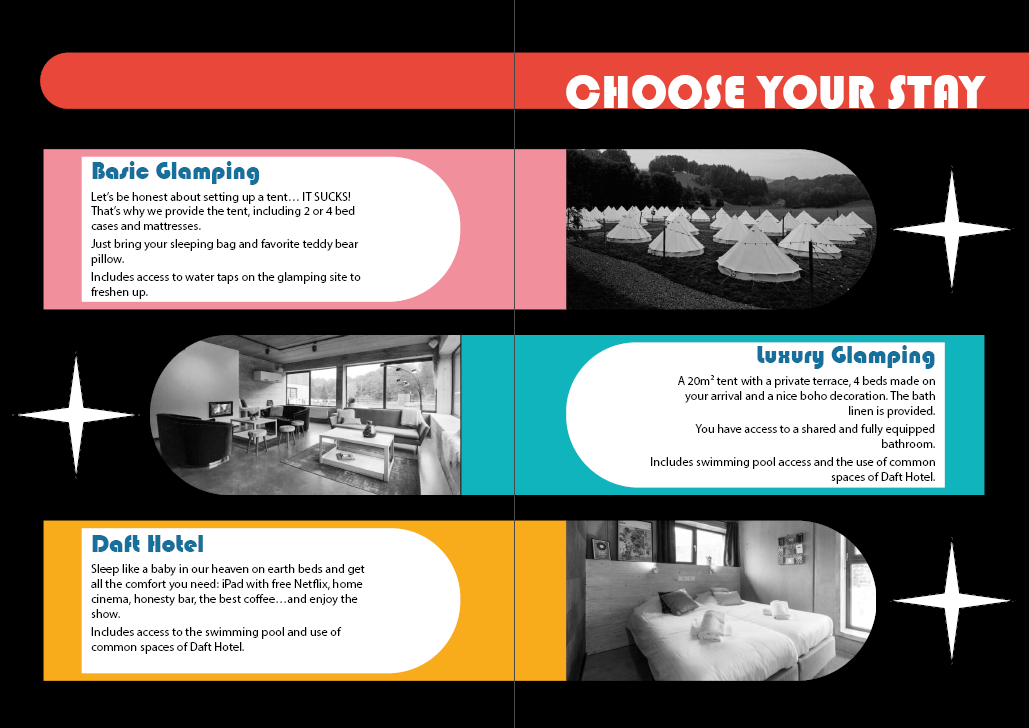 CHOOSE YOUR STAY
Basic Glamping
Let's be honest about setting up a tent… IT SUCKS!
That's why we provide the tent, including 2 or 4 bed
cases and mattresses.
Just bring your sleeping bag and favorite teddy bear
pillow.
Includes access to water taps on the glamping site to
freshen up.
Luxury Glamping
A 20m² tent with a private terrace, 4 beds made on
your arrival and a nice boho decoration. The bath
linen is provided.
You have access to a shared and fully equipped
bathroom.
Includes swimming pool access and the use of common
spaces of Daft Hotel.
Daft Hotel
Sleep like a baby in our heaven on earth beds and get
all the comfort you need: iPad with free Netflix, home
cinema, honesty bar, the best coffee…and enjoy the
show.
Includes access to the swimming pool and use of
common spaces of Daft Hotel.